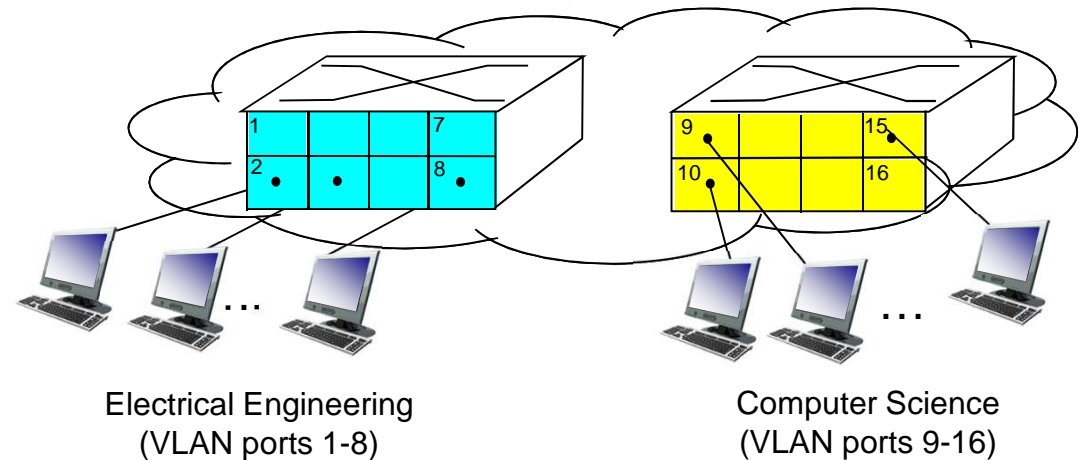 1 7
2 8
9 15
10 16
...
...
Electrical Engineering
(VLAN ports 1-8)
Computer Science
(VLAN ports 9-16)